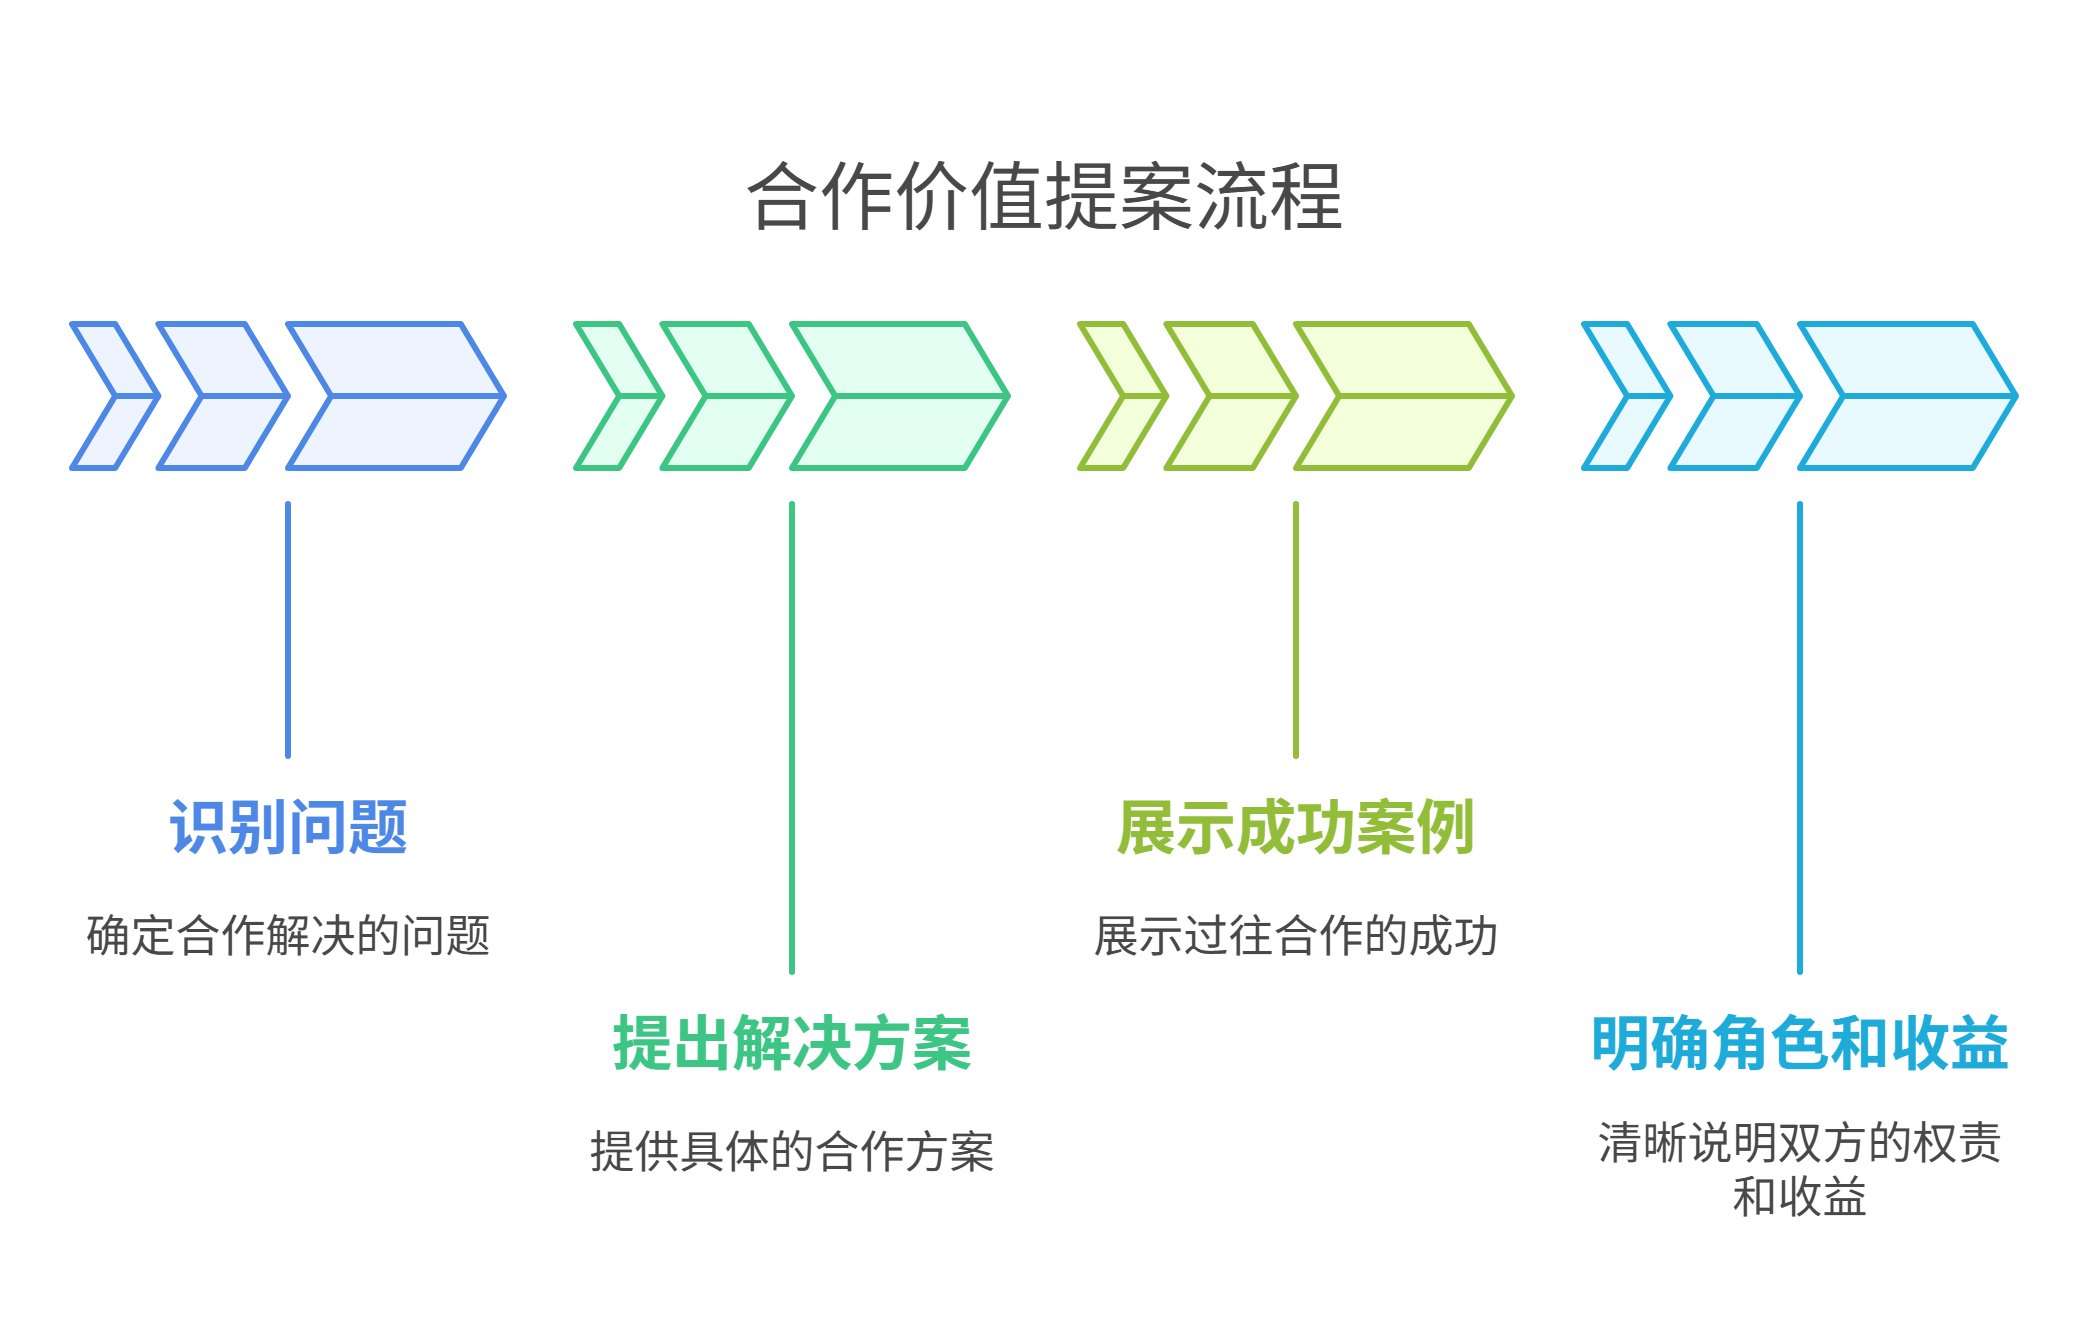 合作价值提案流程
识别问题
确定合作解决的问题
提出解决方案
提供具体的合作方案
展示成功案例
展示过往合作的成功
明确角色和收益
清晰说明双方的权责
和收益